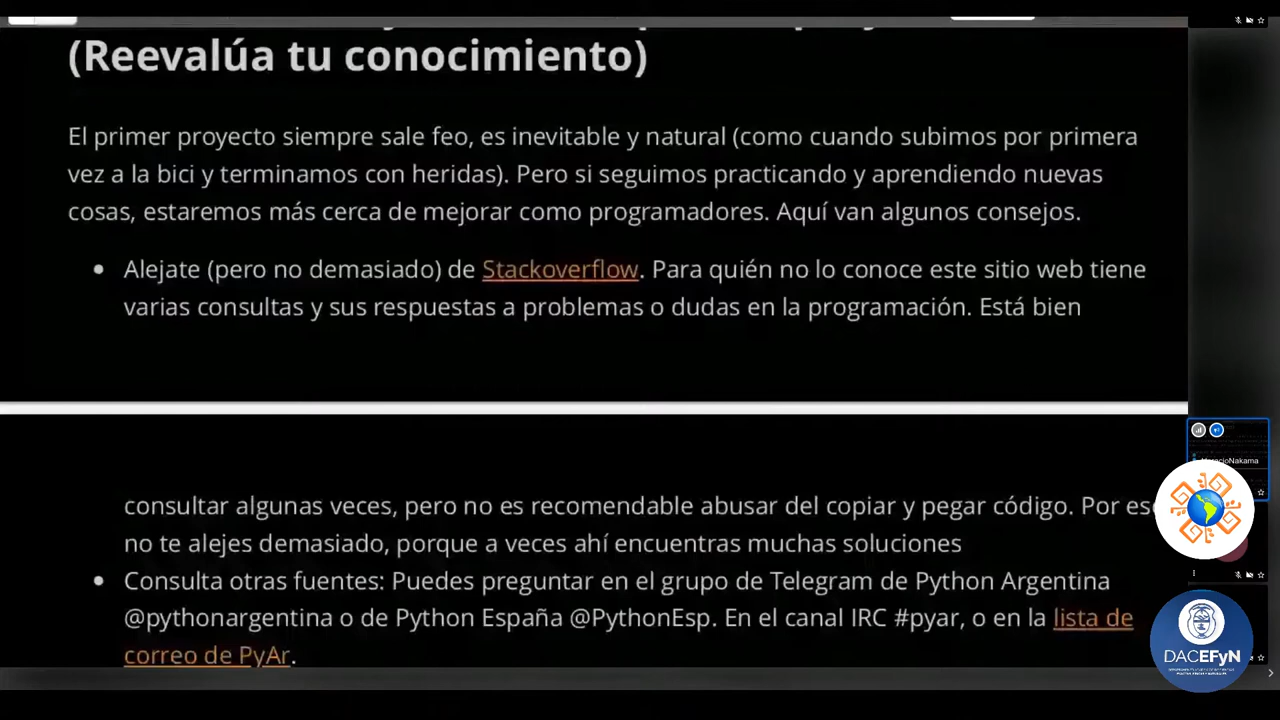 (Reevalúa tu conocimiento)
El primer proyecto siempre sale feo, es inevitable y natural (como cuando subimos por primera
vez a la bici y terminamos con heridas). Pero si seguimos practicando y aprendiendo nuevas
cosas, estaremos más cerca de mejorar como programadores. Aquí van algunos consejos.
• Alejate (pero no demasiado) de Stackoverflow. Para quién no lo conoce este sitio web tiene
varias consultas y sus respuestas a problemas o dudas en la programación. Está bien
consultar algunas veces, pero no es recomendable abusar del copiar y pegar código. Por eso
no te alejes demasiado, porque a veces ahí encuentras muchas soluciones
• Consulta otras fuentes: Puedes preguntar en el grupo de Telegram de Python Argentina
@pythonargentina o de Python España @PythonEsp. En el canal IRC #pyar, o en la lista de
correo de PyAr.
HoracioNakama
DACEFyN